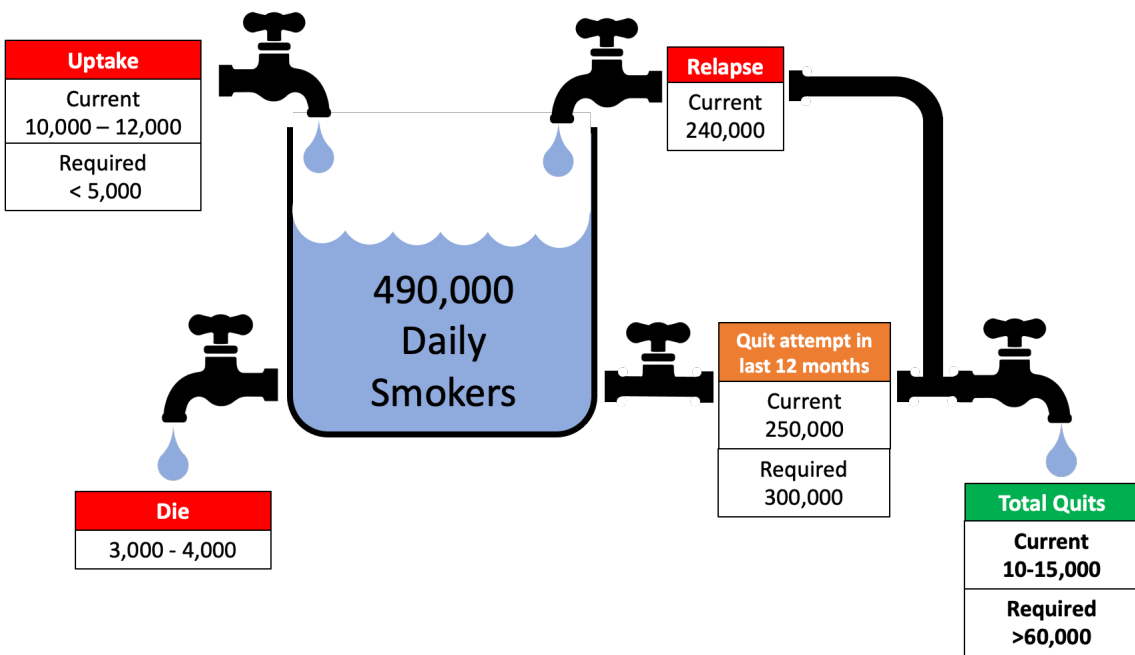 Uptake
Current
10,000 – 12,000
Required
< 5,000
Relapse
Current
240,000
490,000
Daily
Smokers
Quit attempt in
last 12 months
Current
250,000
Required
300,000
Die
3,000 - 4,000
Total Quits
Current
10-15,000
Required
>60,000